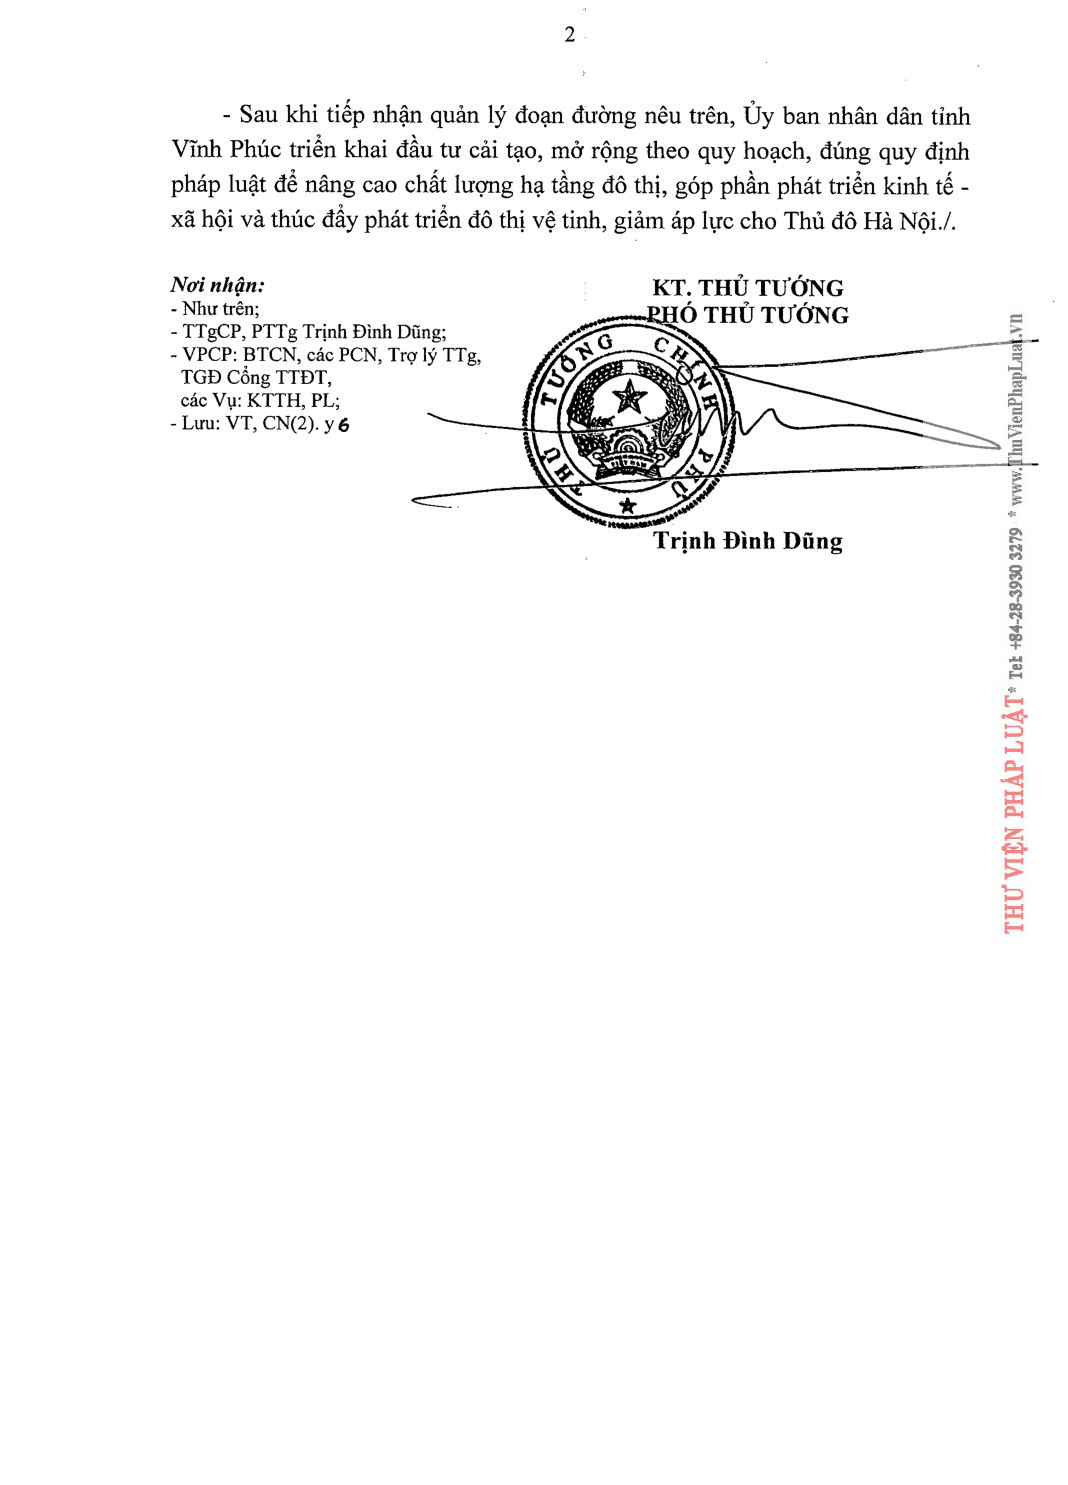 2
- Sau khi tiếp nhận quản lý đoạn đường nêu trên, Ủy ban nhân dân tỉnh
Vĩnh Phúc triển khai đầu tư cải tạo, mở rộng theo quy hoạch, đúng quy định
pháp luật để nâng cao chất lượng hạ tầng đô thị, góp phần phát triển kinh tế -
xã hội và thúc đẩy phát triển đô thị vệ tinh, giảm áp lực cho Thủ đô Hà Nội./.
Nơi nhận:
- Như trên;
- TTgCP, PTTg Trịnh Đình Dũng;
- VPCP: BTCN, các PCN, Trợ lý TTg,
TGĐ Cổng TTĐT,
các Vụ: KTTH, PL;
- Lưu: VT, CN(2). y6
KT. THỦ TƯỚNG
PHÓ THỦ TƯỚNG
THỦ TƯỚNG CHÍNH PHỦ
VIỆT NAM
Trịnh Đình Dũng
THƯ VIỆN PHÁP LUẬT * Tel: +84-28-3930 3279 * www.ThuVienPhapLuat.vn